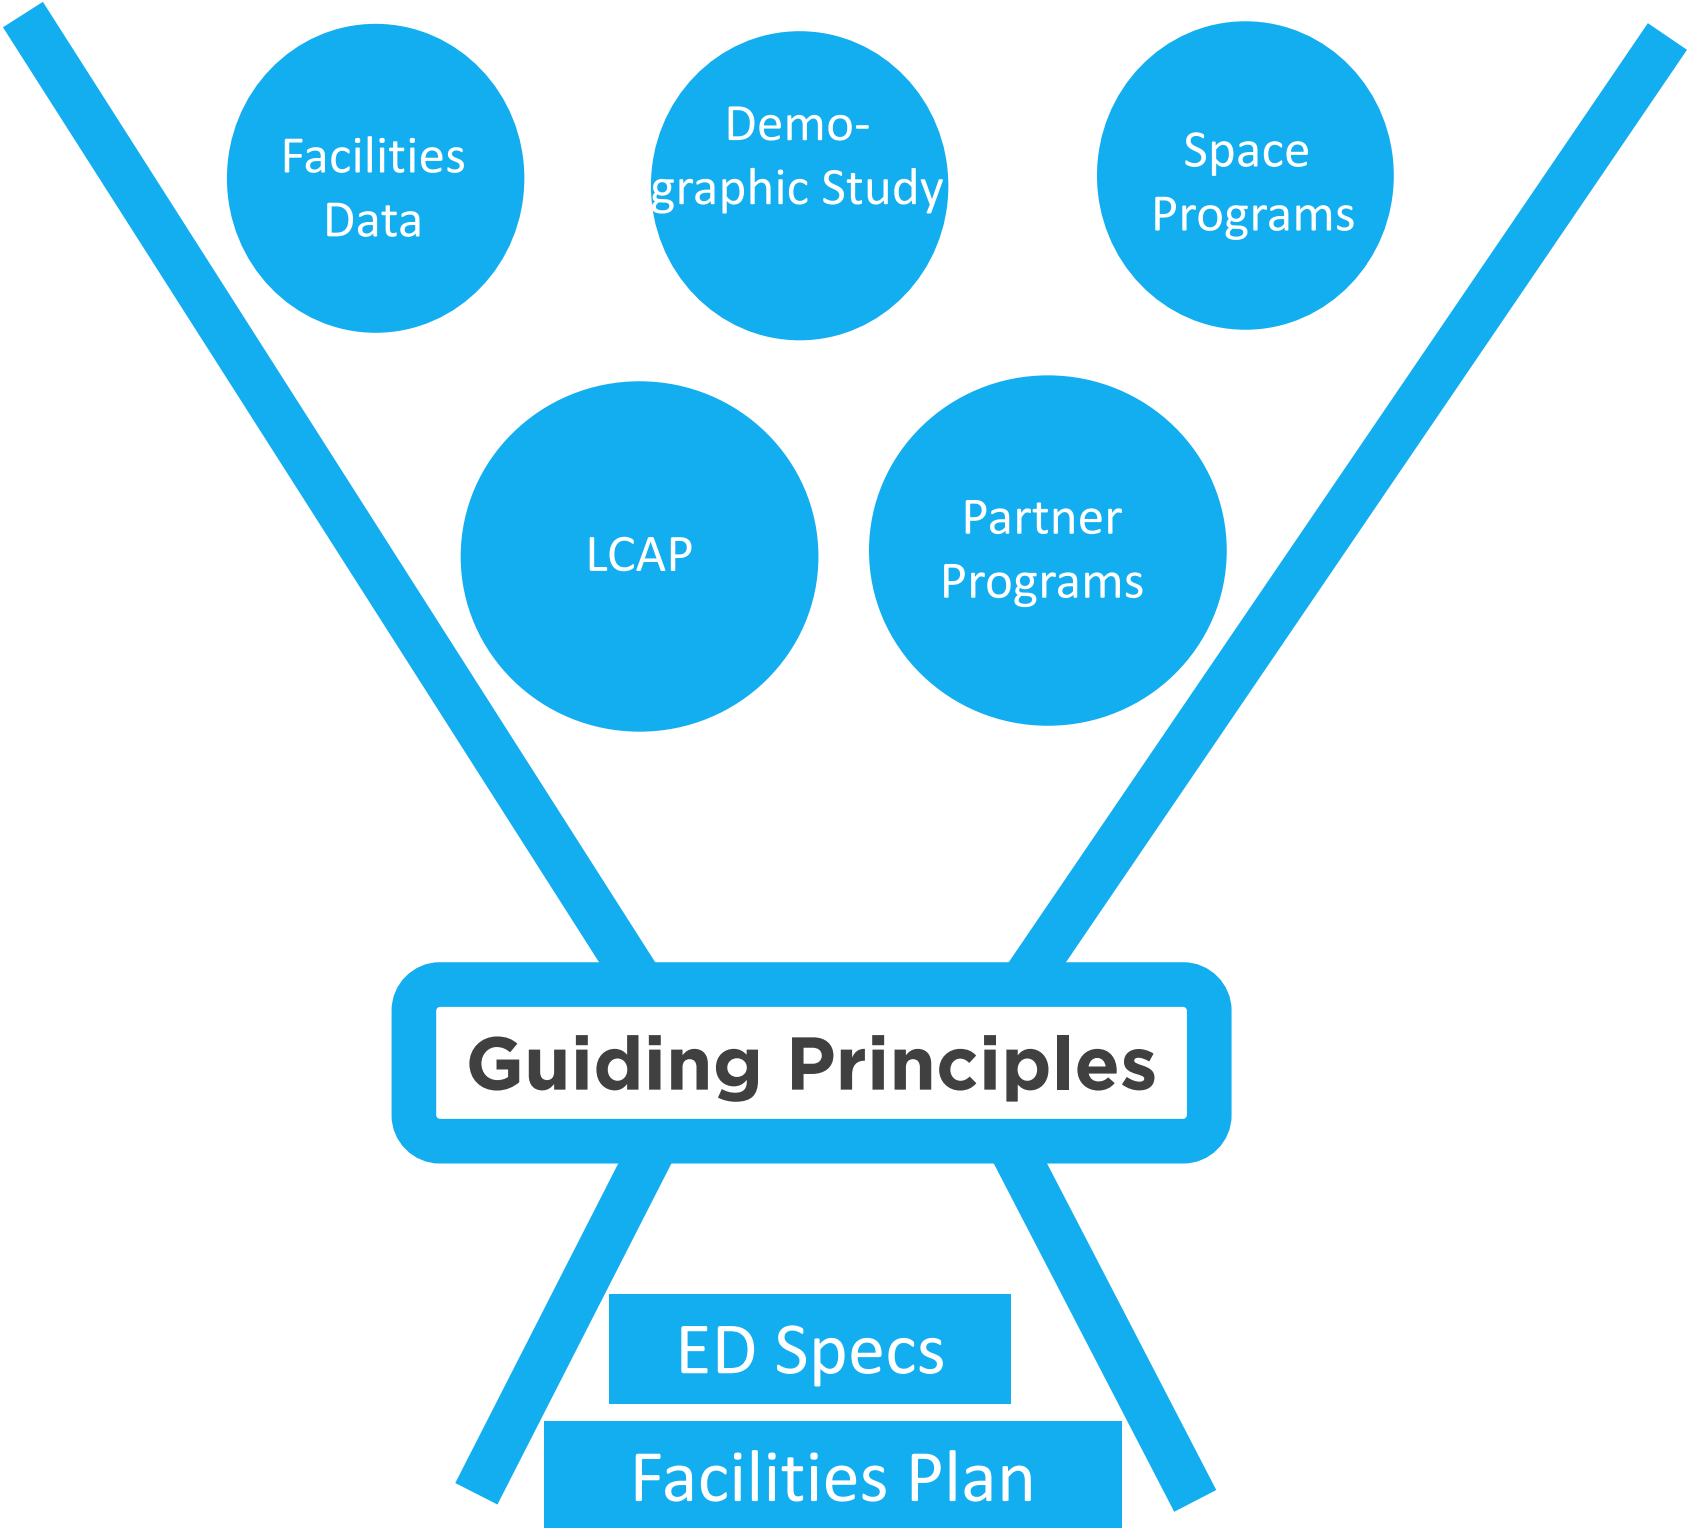 Facilities
Data
Demo-
graphic Study
Space
Programs
LCAP
Partner
Programs
Guiding Principles
ED Specs
Facilities Plan